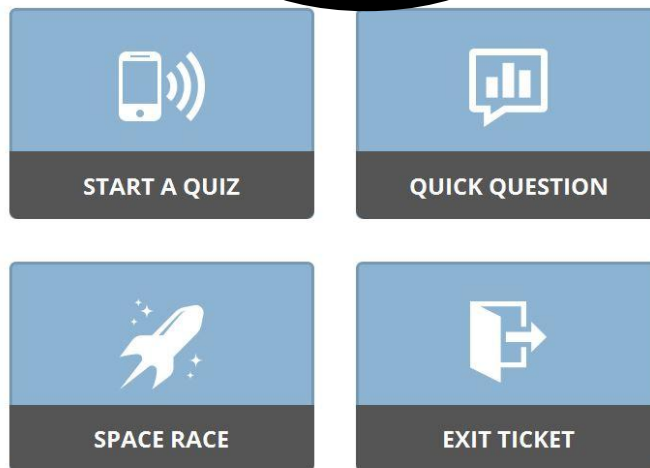 START A QUIZ
QUICK QUESTION
SPACE RACE
EXIT TICKET